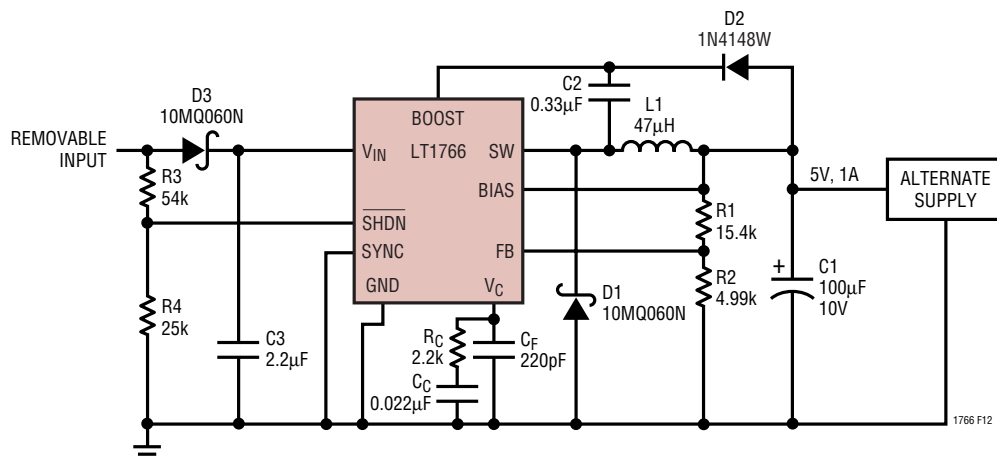 D2
1N4148W
C2
0.33μF
L1
47μH
D3
10MQ060N
REMOVABLE
INPUT
BOOST
LT1766
VIN
SW
BIAS
SHDN
SYNC
FB
GND
VC
R3
54k
R4
25k
C3
2.2μF
RC
2.2k
CC
0.022μF
CF
220pF
D1
10MQ060N
R1
15.4k
R2
4.99k
5V, 1A
ALTERNATE
SUPPLY
+
C1
100μF
10V
1766 F12